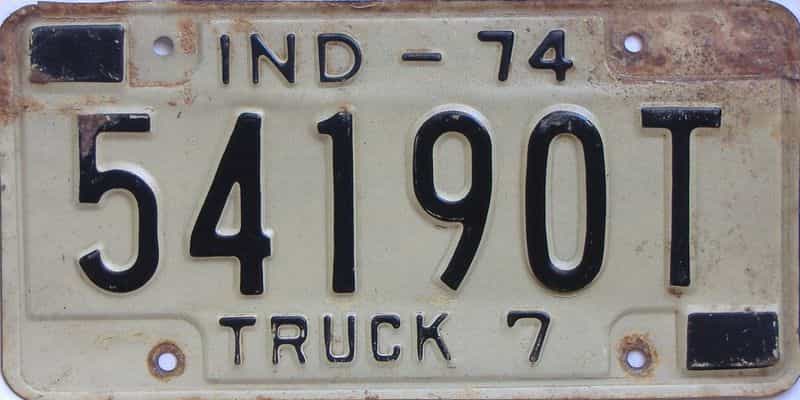 IND - 74
54190T
TRUCK 7